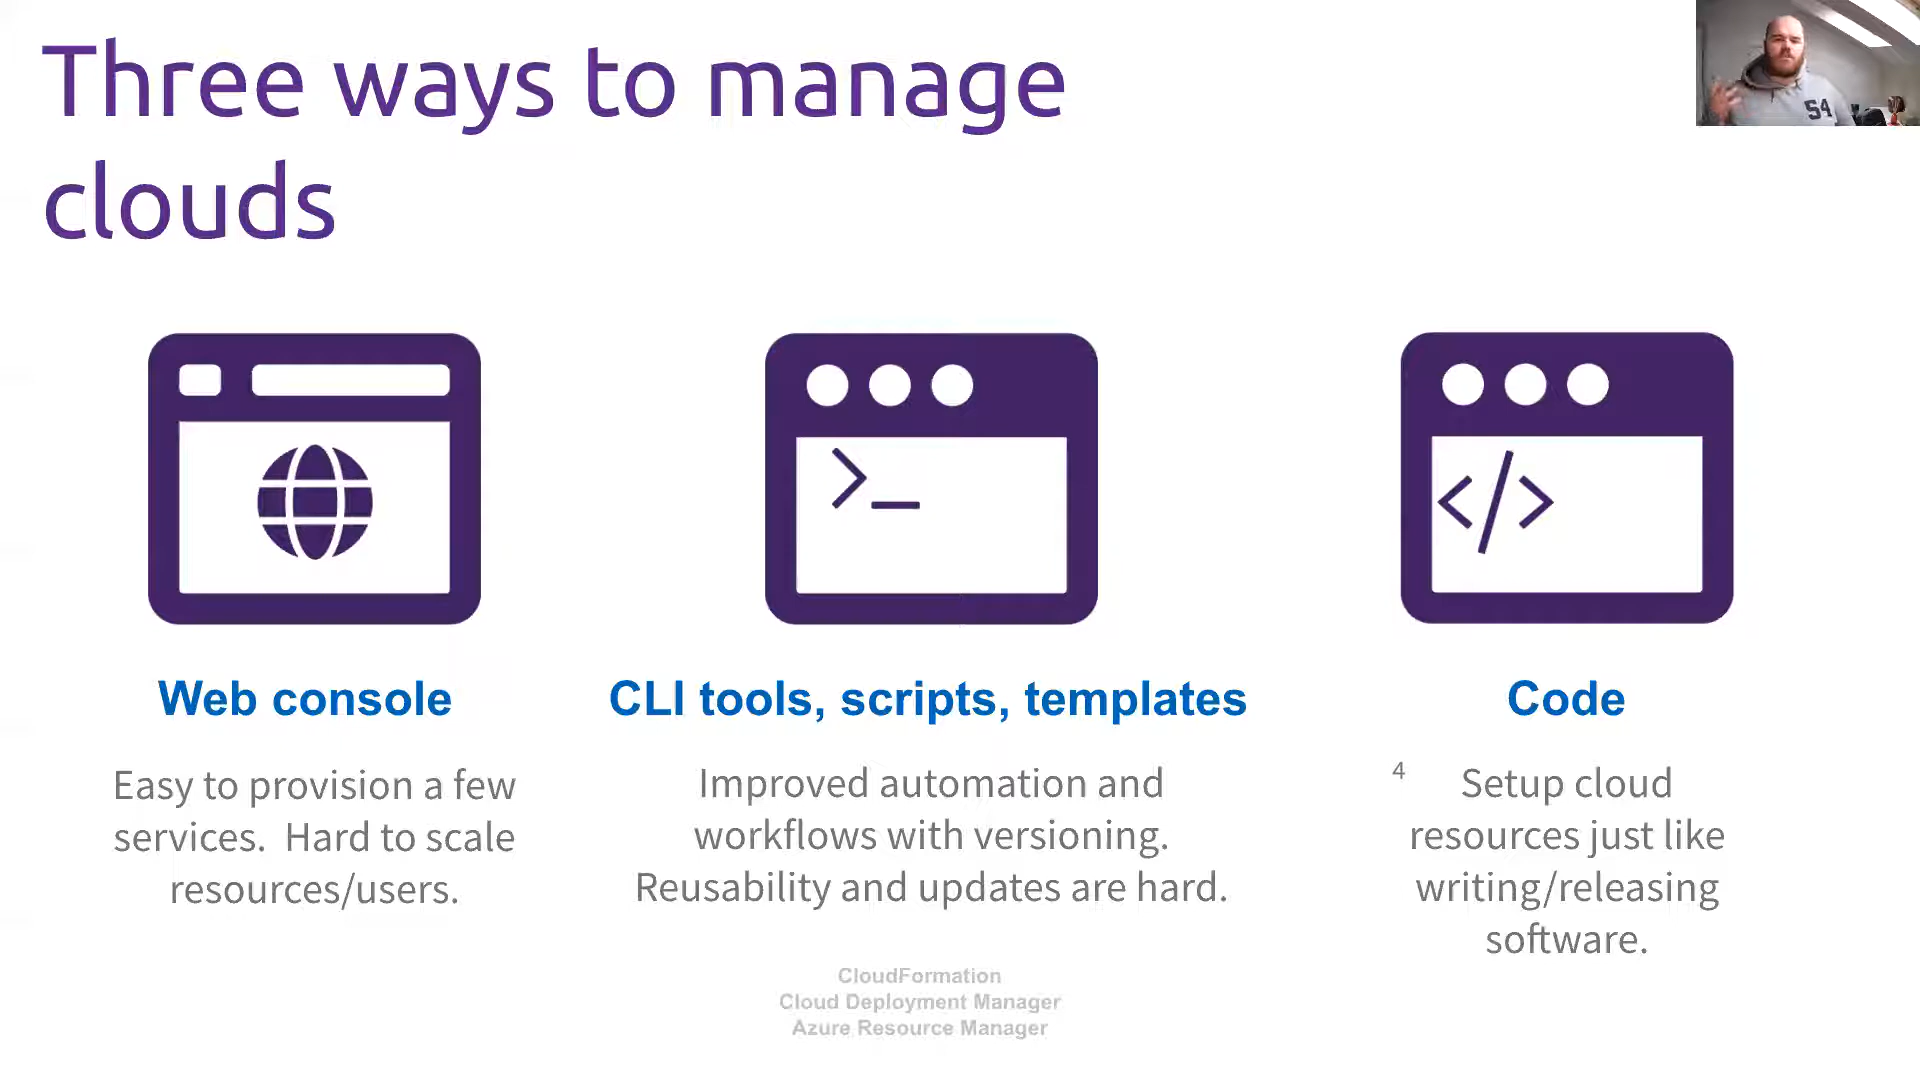 Three ways to manage
clouds
54
>_
</>
Web console
Easy to provision a few
services.  Hard to scale
resources/users.
CLI tools, scripts, templates
Improved automation and
workflows with versioning.
Reusability and updates are hard.
CloudFormation
Cloud Deployment Manager
Azure Resource Manager
Code
4
Setup cloud
resources just like
writing/releasing
software.